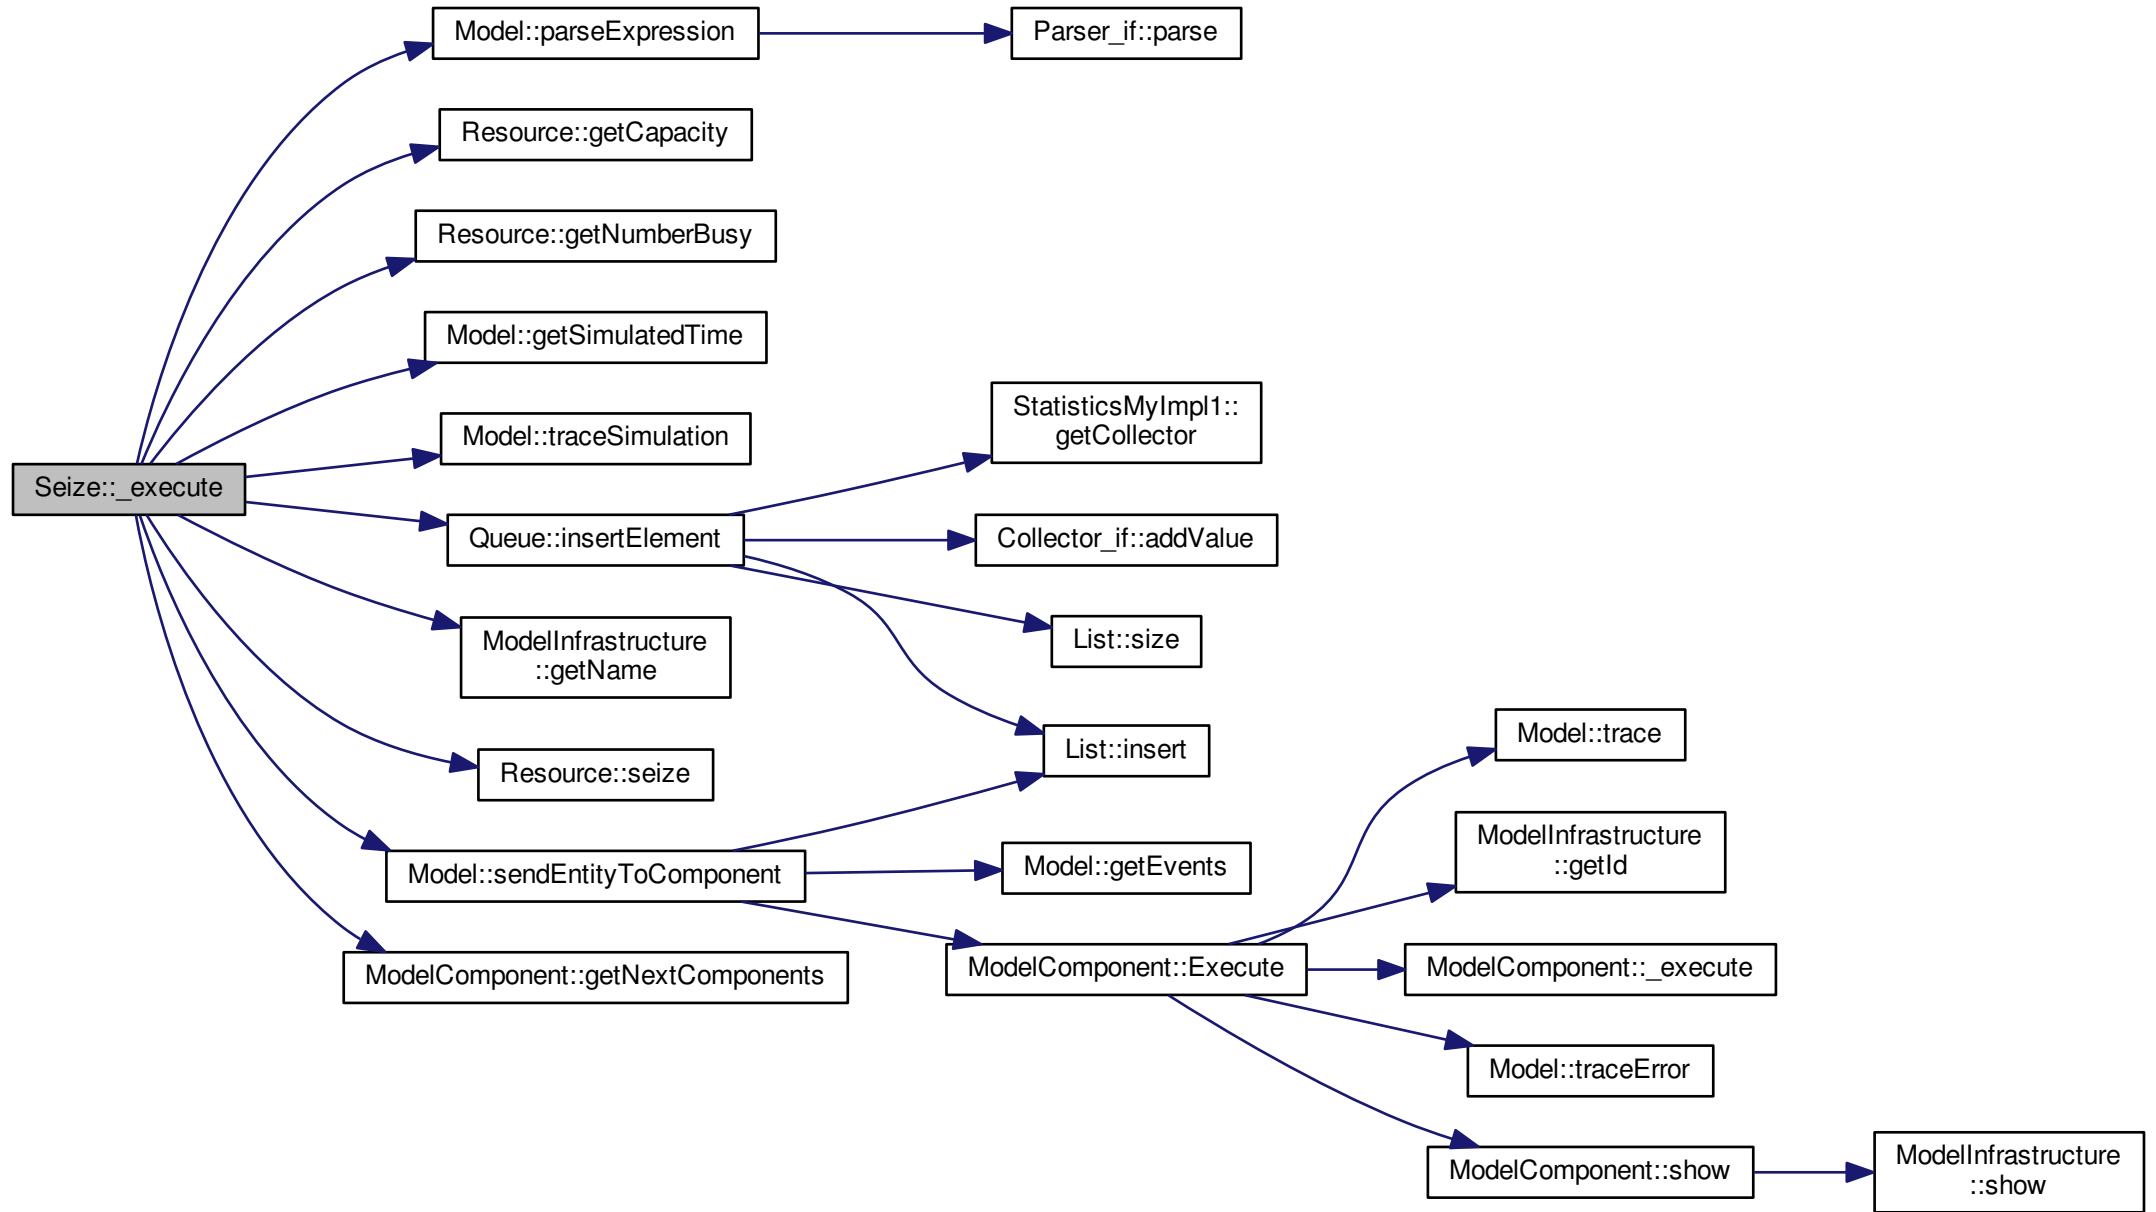 Model::parseExpression
Parser_if::parse
Resource::getCapacity
Resource::getNumberBusy
Model::getSimulatedTime
StatisticsMyImpl1::
getCollector
Model::traceSimulation
Seize::_execute
Queue::insertElement
Collector_if::addValue
ModelInfrastructure
::getName
List::size
Resource::seize
List::insert
Model::trace
Model::sendEntityToComponent
Model::getEvents
ModelInfrastructure
::getId
ModelComponent::getNextComponents
ModelComponent::Execute
ModelComponent::_execute
Model::traceError
ModelComponent::show
ModelInfrastructure
::show